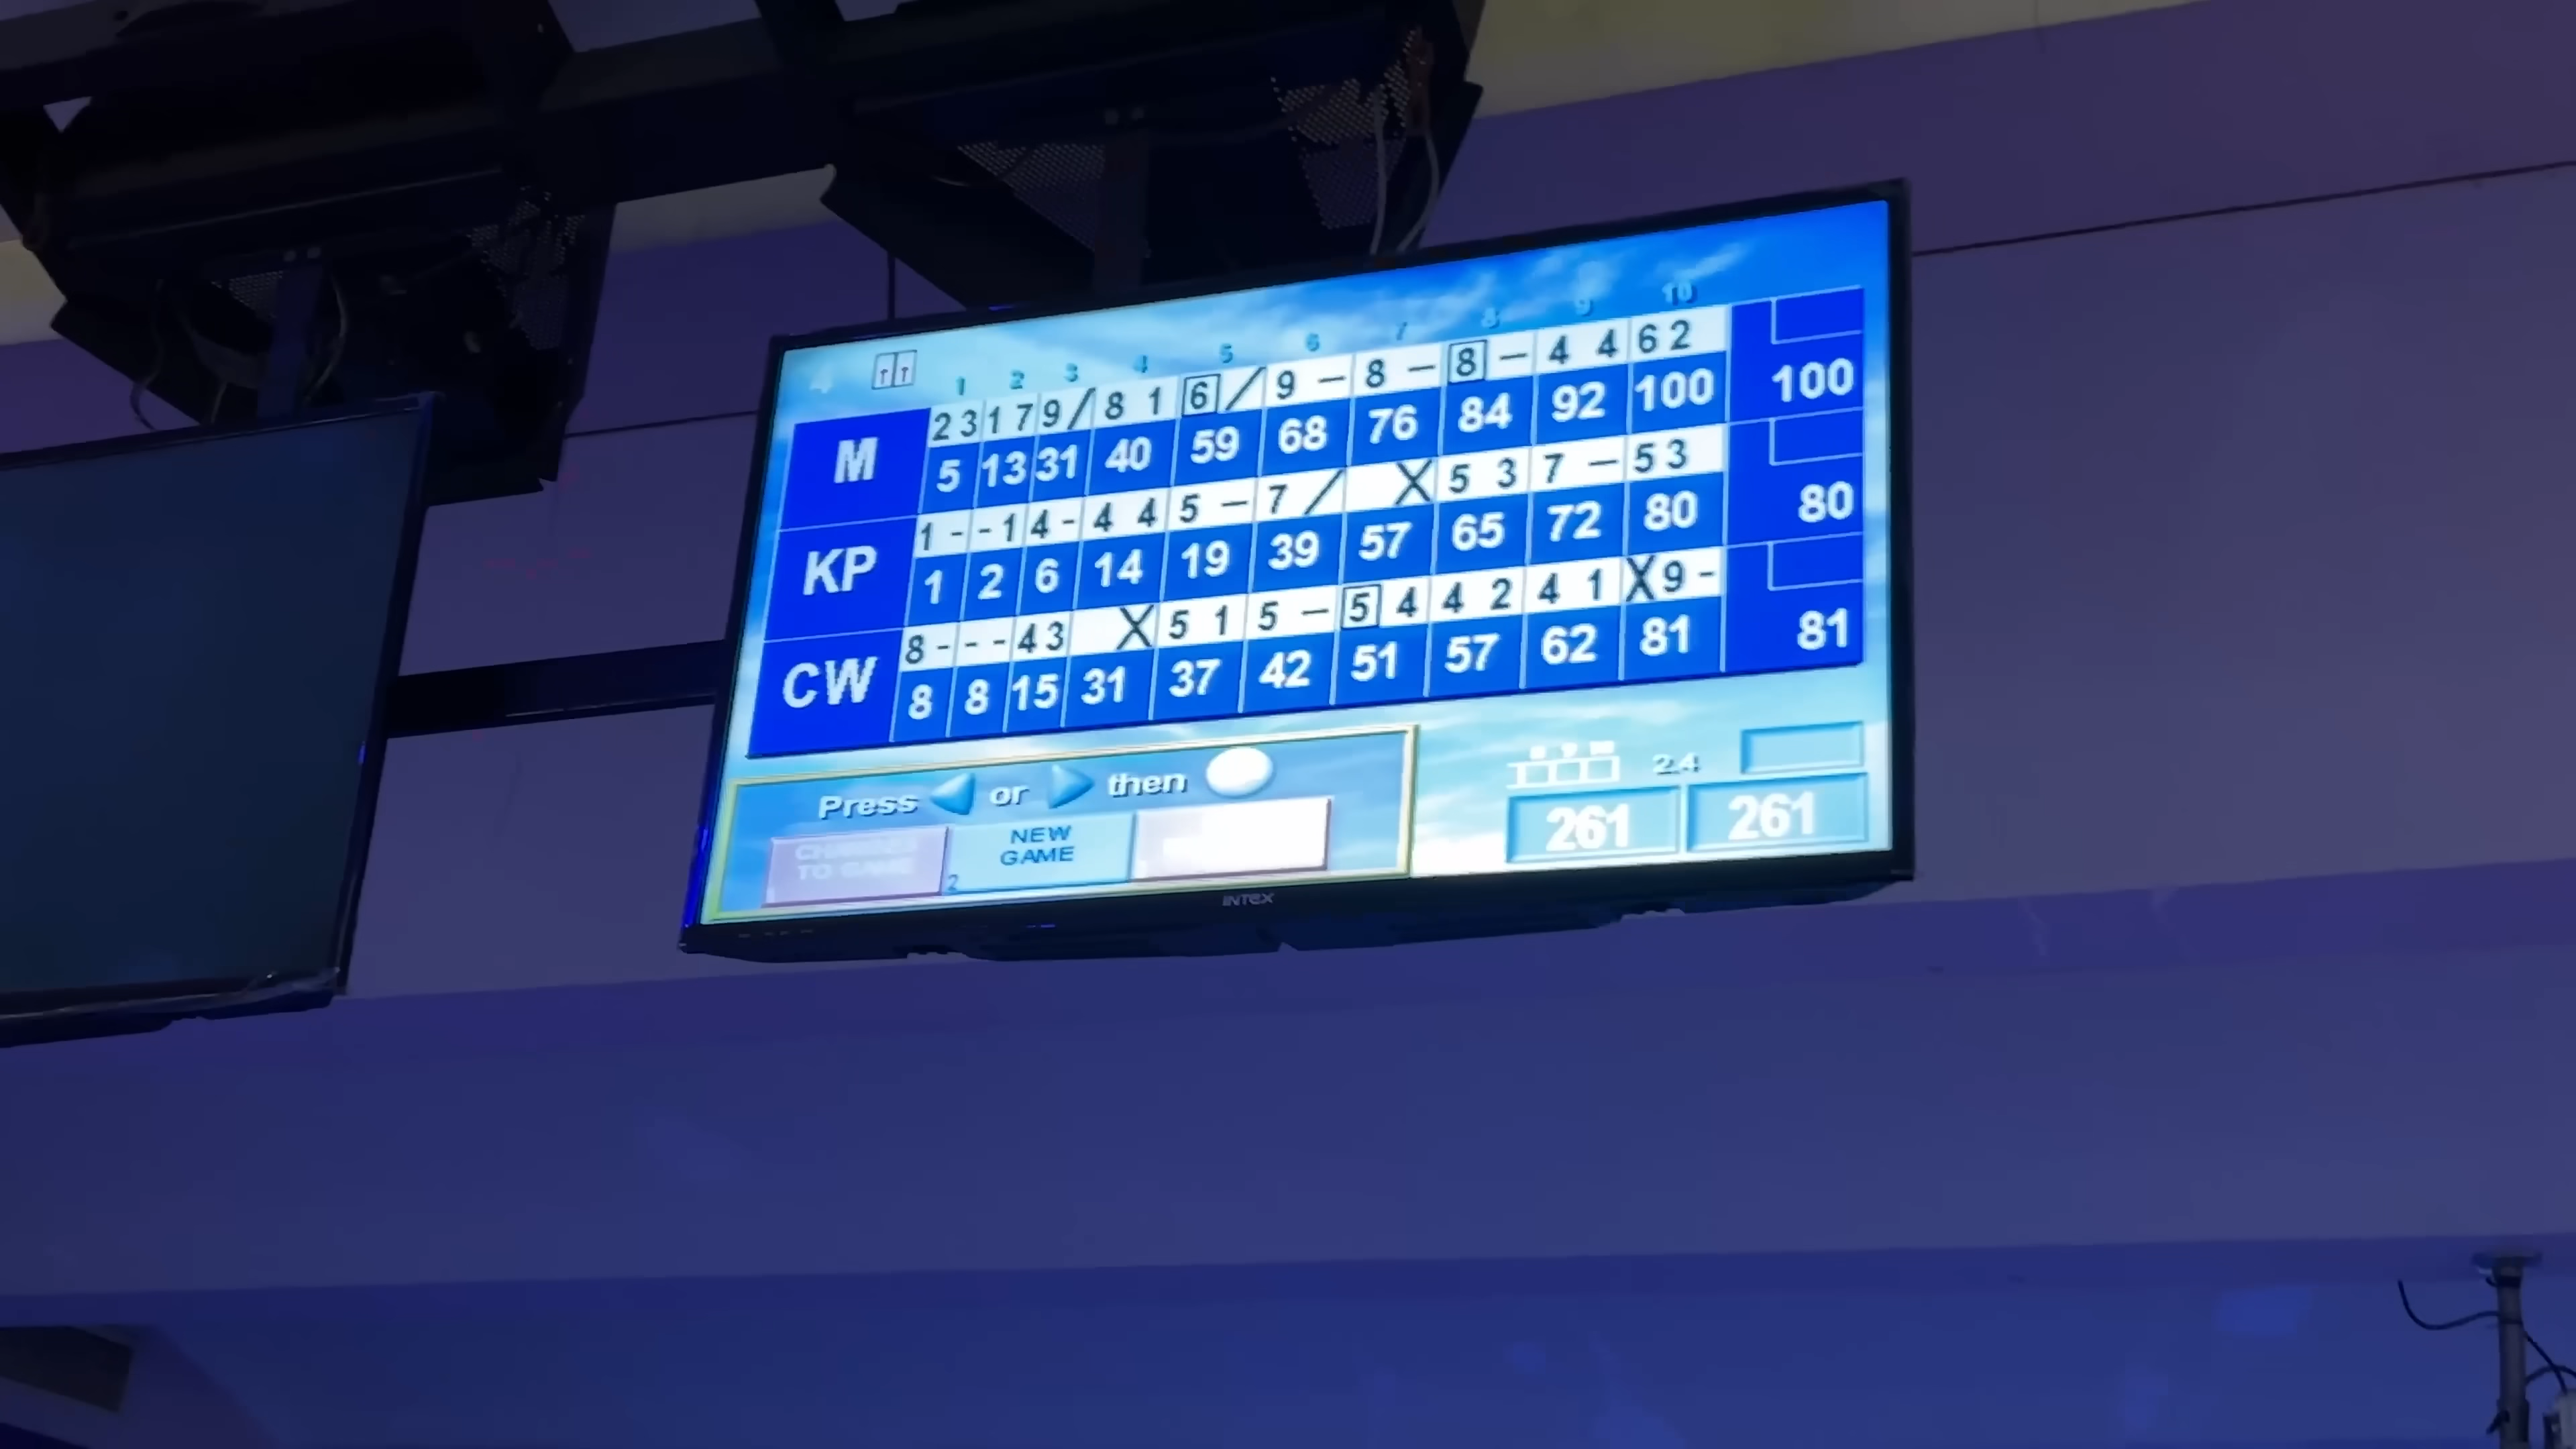 1 2 3 4 5 6 7 8 9 10
2 3 1 7 9 / 8 1 6 / 9 - 8 - 8 - 4 4 6 2
M 5 13 31 40 59 68 76 84 92 100 100
1 - - 1 4 - 4 4 5 - 7 / X 5 3 7 - 5 3
KP 1 2 6 14 19 39 57 65 72 80 80
8 - - - 4 3 X 5 1 5 - 5 4 4 2 4 1 X 9 -
CW 8 8 15 31 37 42 51 57 62 81 81
Press or then
2.4
TO GAME
NEW
GAME
2
261 261
INTEX